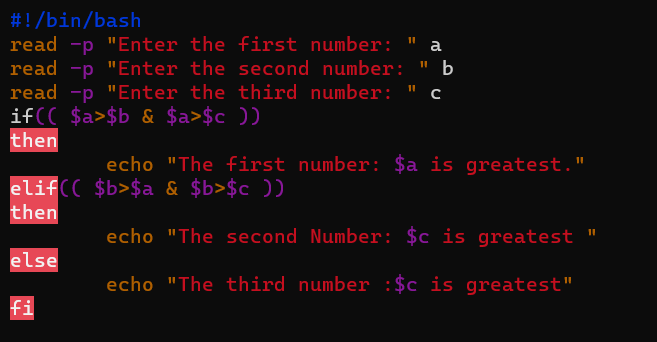 #!/bin/bash
read -p "Enter the first number: " a
read -p "Enter the second number: " b
read -p "Enter the third number: " c
if(( $a>$b & $a>$c ))
then
        echo "The first number: $a is greatest."
elif(( $b>$a & $b>$c ))
then
        echo "The second Number: $c is greatest "
else
        echo "The third number :$c is greatest"
fi